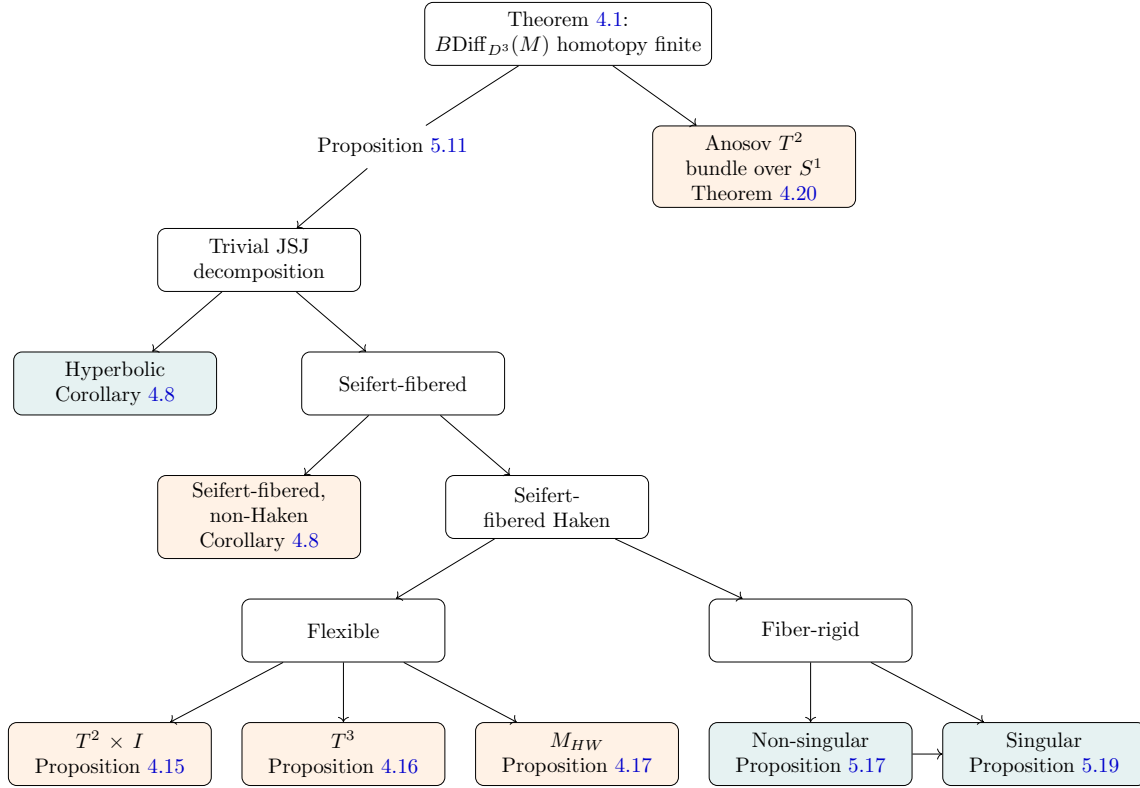 Theorem 4.1:
BDiff_{D^3}(M) homotopy finite
Proposition 5.11
Anosov T^2
bundle over S^1
Theorem 4.20
Trivial JSJ
decomposition
Hyperbolic
Corollary 4.8
Seifert-fibered
Seifert-fibered,
non-Haken
Corollary 4.8
Seifert-
fibered Haken
Flexible
Fiber-rigid
T^2 × I
Proposition 4.15
T^3
Proposition 4.16
M_{HW}
Proposition 4.17
Non-singular
Proposition 5.17
Singular
Proposition 5.19